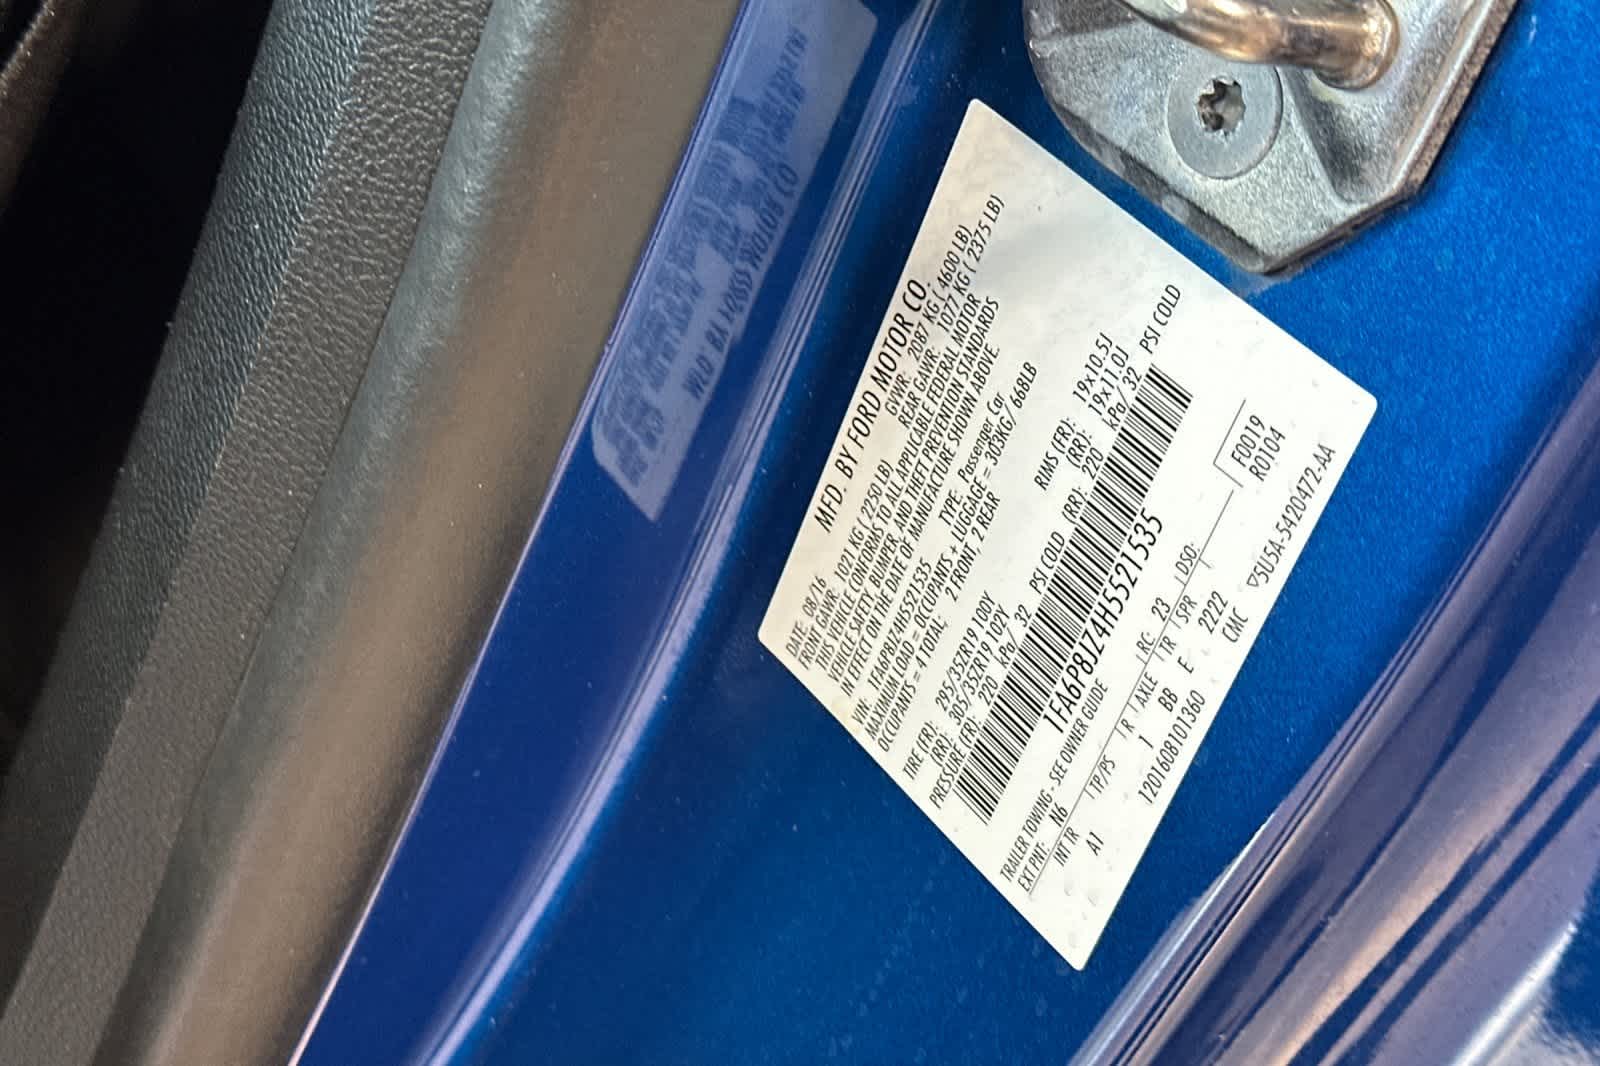 MFD. BY FORD MOTOR CO.
DATE: 08/16 GVWR: 2087 KG ( 4600 LB)
FRONT GAWR: 1021 KG ( 2250 LB) REAR GAWR: 1077 KG ( 2375 LB)
THIS VEHICLE CONFORMS TO ALL APPLICABLE FEDERAL MOTOR
VEHICLE SAFETY, BUMPER, AND THEFT PREVENTION STANDARDS
IN EFFECT ON THE DATE OF MANUFACTURE SHOWN ABOVE.
VIN: 1FA6P8JZ4H5521535 TYPE: Passenger Car
MAXIMUM LOAD = OCCUPANTS + LUGGAGE = 303KG/ 668LB
OCCUPANTS = 4 TOTAL: 2 FRONT, 2 REAR
TIRE (FR): 295/35ZR19 100Y RIMS (FR): 19x10.5J
(RR): 305/35ZR19 102Y (RR): 19x11.0J
PRESSURE (FR): 220 kPa/ 32 PSI COLD (RR): 220 kPa/ 32 PSI COLD
1FA6P8JZ4H5521535
TRAILER TOWING - SEE OWNER GUIDE
EXT PNT: N6 RC: 23 DSO: F0019
INT TR TP/PS R AXLE TR SPR R0104
A1 1 BB E 2222
1201608101360 CMC ▽5U5A-5420472-AA